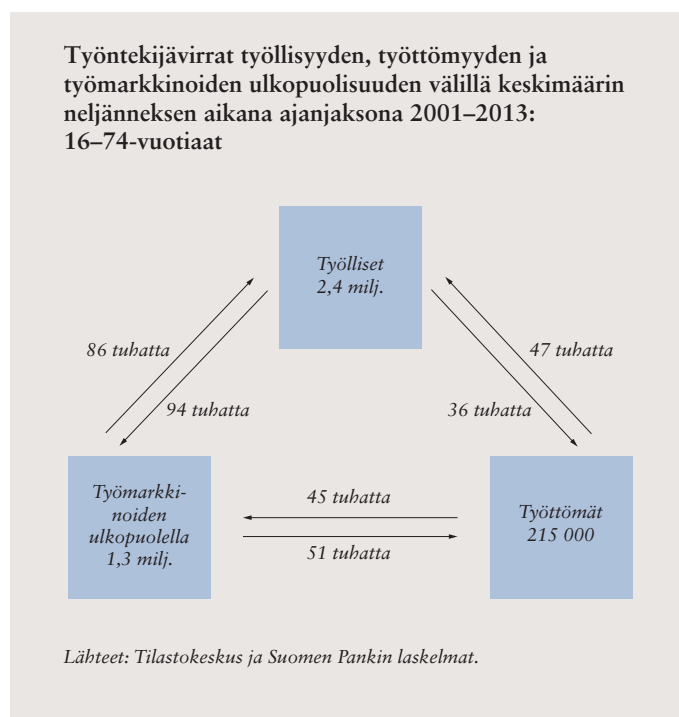 Työntekijävirrat työllisyyden, työttömyyden ja
työmarkkinoiden ulkopuolisuuden välillä keskimäärin
neljänneksen aikana ajanjaksona 2001–2013:
16–74-vuotiaat
Työlliset
2,4 milj.
86 tuhatta
47 tuhatta
94 tuhatta
36 tuhatta
Työmarkki-
noiden
ulkopuolella
1,3 milj.
45 tuhatta
51 tuhatta
Työttömät
215 000
Lähteet: Tilastokeskus ja Suomen Pankin laskelmat.